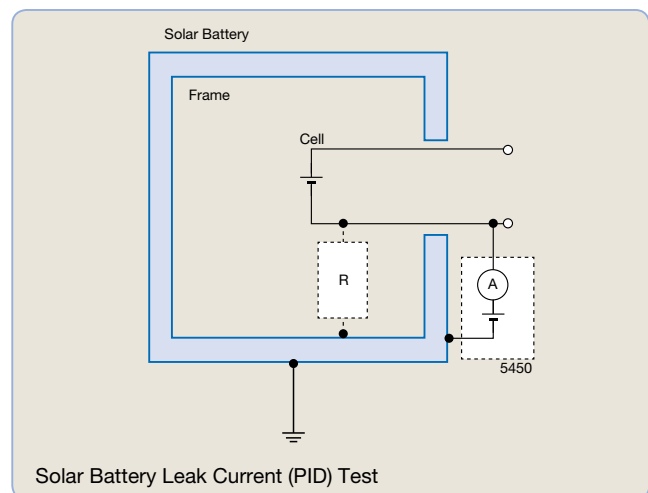 Solar Battery
Frame
Cell
R
A
5450
Solar Battery Leak Current (PID) Test